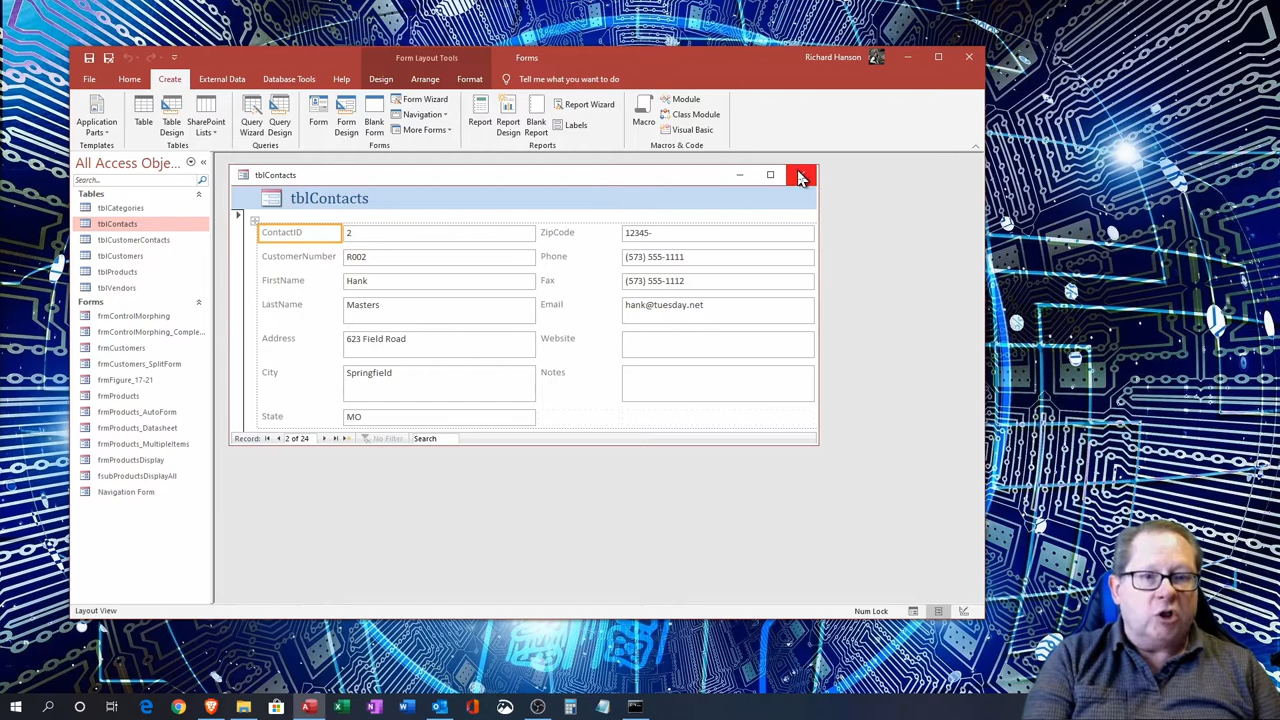 Form Layout Tools
Forms
Richard Hanson
File
Home
Create
External Data
Database Tools
Help
Design
Arrange
Format
Tell me what you want to do
Application
Parts
Templates
Table
Table
Design
SharePoint
Lists
Tables
Query
Wizard
Query
Design
Queries
Form
Form
Design
Blank
Form
Form Wizard
Navigation
More Forms
Forms
Report
Report
Design
Blank
Report
Report Wizard
Labels
Reports
Macro
Module
Class Module
Visual Basic
Macros & Code
All Access Obje...
Search...
Tables
tblCategories
tblContacts
tblCustomerContacts
tblCustomers
tblProducts
tblVendors
Forms
frmControlMorphing
frmControlMorphing_Comple...
frmCustomers
frmCustomers_SplitForm
frmFigure_17-21
frmProducts
frmProducts_AutoForm
frmProducts_Datasheet
frmProducts_MultipleItems
frmProductsDisplay
fsubProductsDisplayAll
Navigation Form
tblContacts
tblContacts
ContactID 2 ZipCode 12345-
CustomerNumber R002 Phone (573) 555-1111
FirstName Hank Fax (573) 555-1112
LastName Masters Email hank@tuesday.net
Address 623 Field Road Website
City Springfield Notes
State MO
Record: 2 of 24 No Filter Search
Layout View
Num Lock